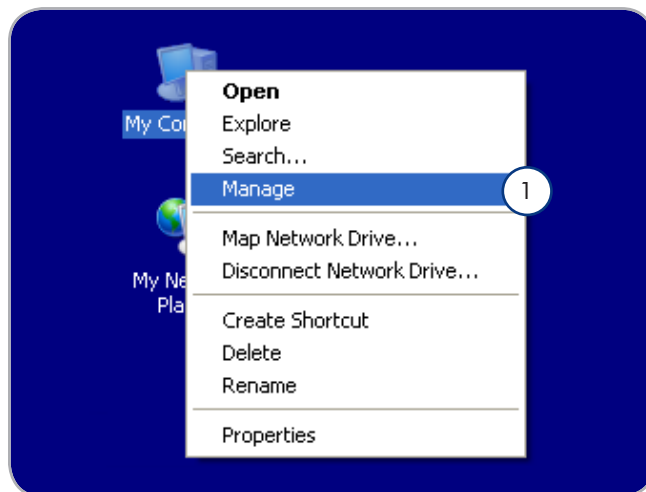 My Co
Open
Explore
Search...
Manage
1
Map Network Drive...
Disconnect Network Drive...
My Ne
Pla
Create Shortcut
Delete
Rename
Properties